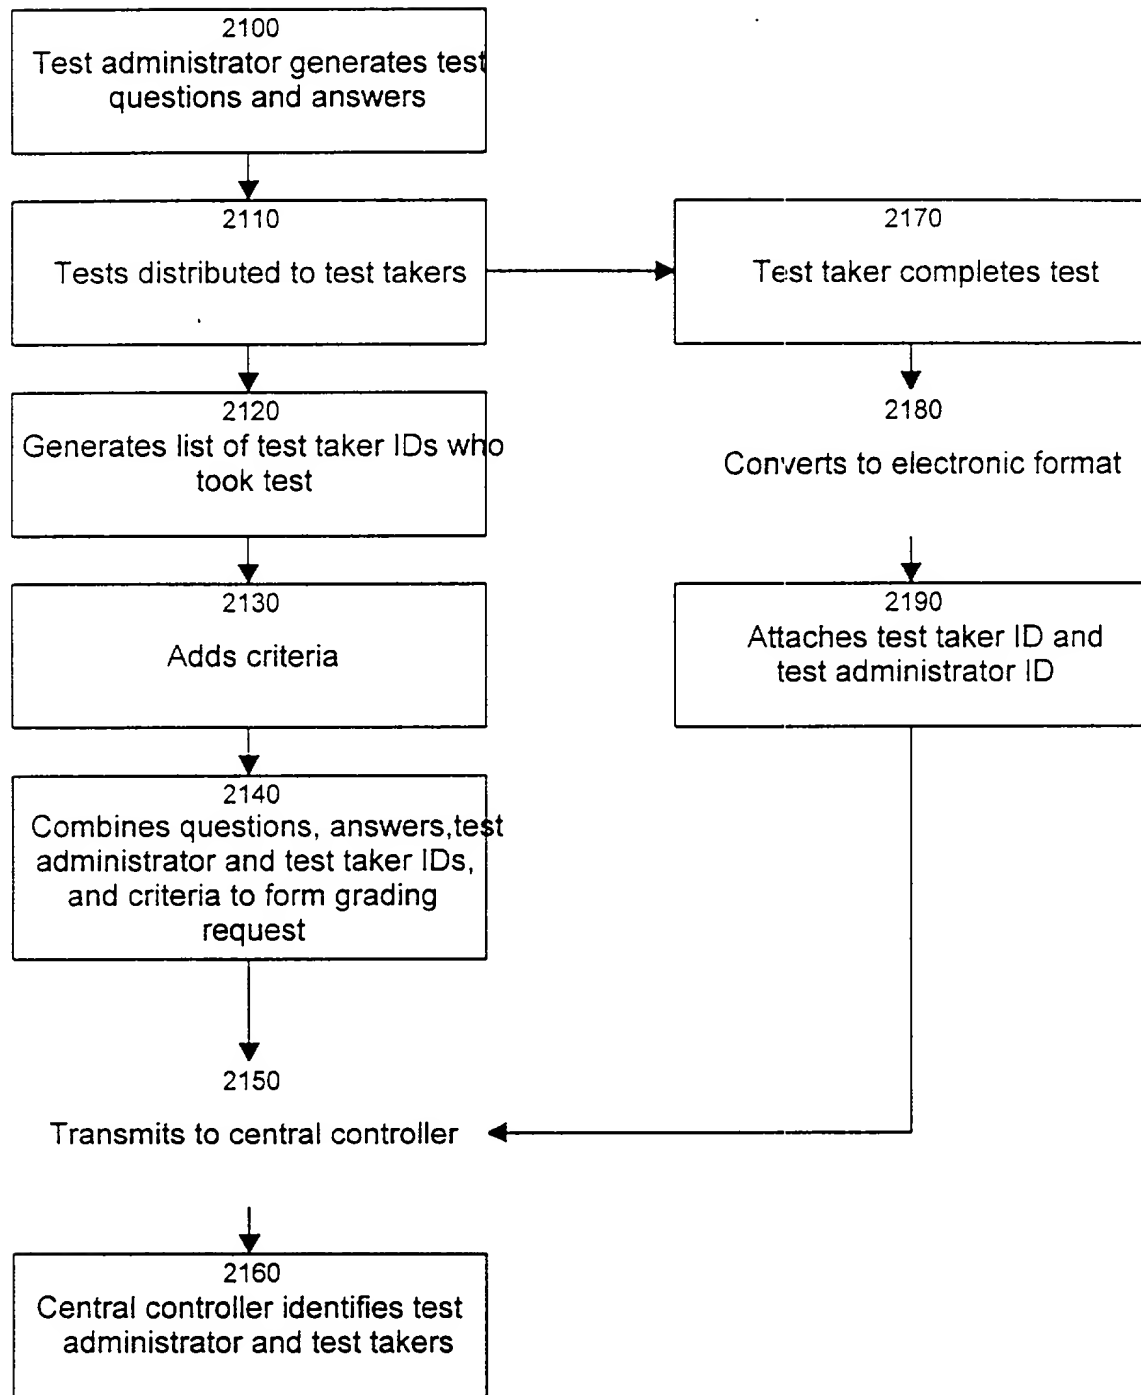 2100
Test administrator generates test
questions and answers
2110
Tests distributed to test takers
2120
Generates list of test taker IDs who
took test
2130
Adds criteria
2140
Combines questions, answers,test
administrator and test taker IDs,
and criteria to form grading
request
2150
Transmits to central controller
2160
Central controller identifies test
administrator and test takers
2170
Test taker completes test
2180
Converts to electronic format
2190
Attaches test taker ID and
test administrator ID